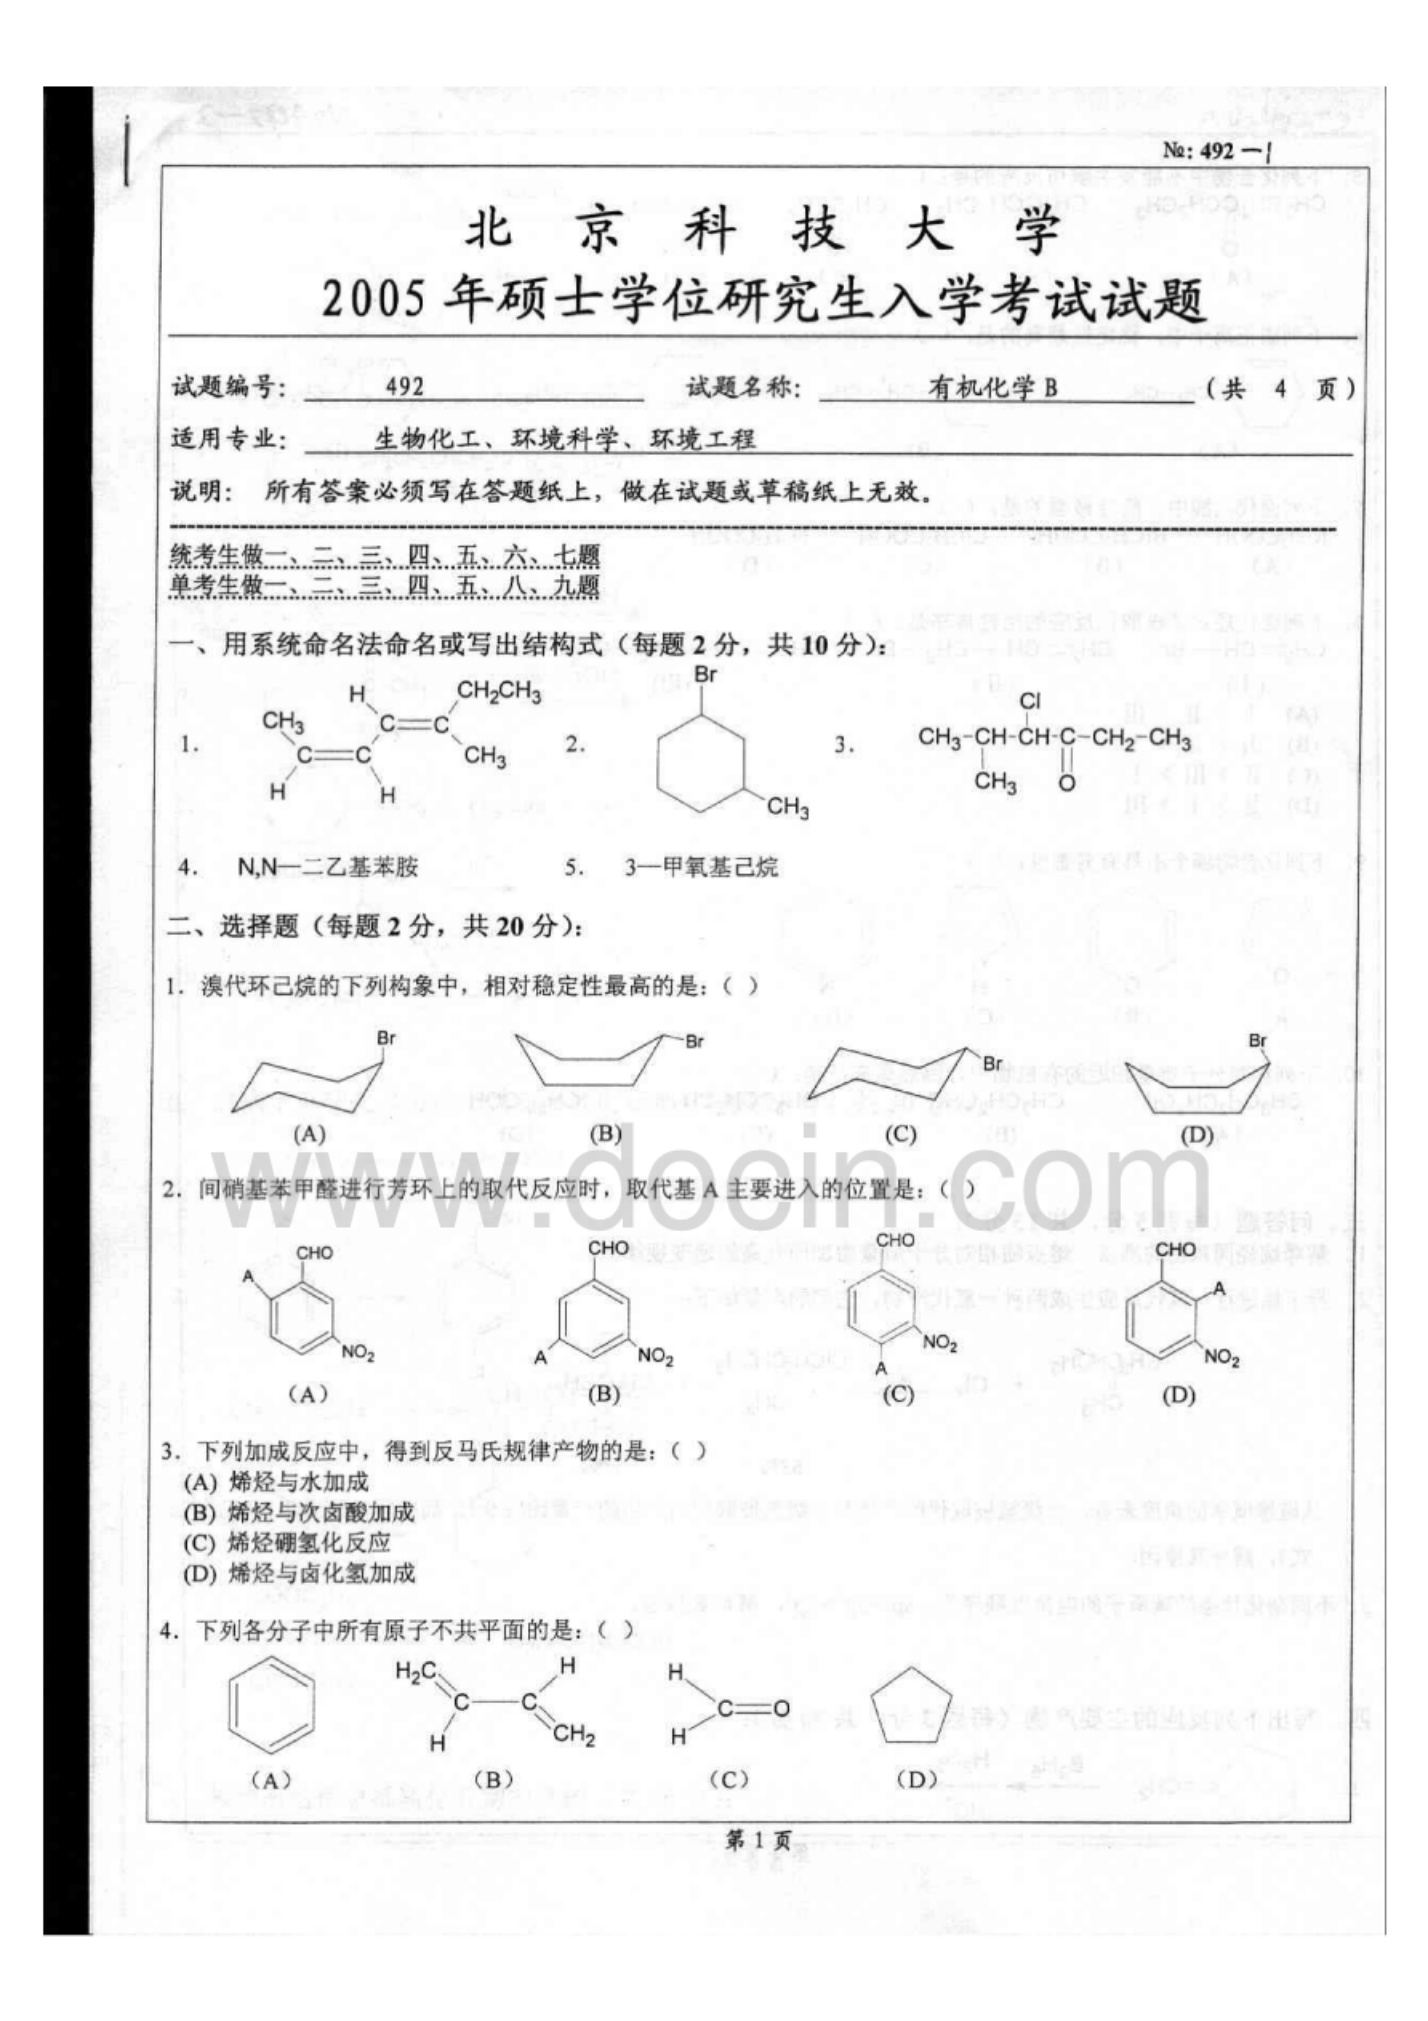 №: 492 —1
北 京 科 技 大 学
2005 年硕士学位研究生入学考试试题
试题编号: 492 试题名称: 有机化学 B (共 4 页)
适用专业: 生物化工、环境科学、环境工程
说明: 所有答案必须写在答题纸上，做在试题或草稿纸上无效。
统考生做一、二、三、四、五、六、七题
单考生做一、二、三、四、五、八、九题
一、用系统命名法命名或写出结构式（每题 2 分，共 10 分）:
1. CH3 H C=C CH2CH3 CH3 C=C H H
2. Br CH3
3. CH3-CH-CH-C-CH2-CH3 Cl CH3 O
4. N,N—二乙基苯胺 5. 3—甲氧基己烷
二、选择题（每题 2 分，共 20 分）:
1. 溴代环己烷的下列构象中，相对稳定性最高的是:（ ）
Br Br Br Br
(A) (B) (C) (D)
www.docin.com
2. 间硝基苯甲醛进行芳环上的取代反应时，取代基 A 主要进入的位置是:（ ）
CHO CHO CHO CHO
A A
NO2 A NO2 A NO2 NO2
(A) (B) (C) (D)
3. 下列加成反应中，得到反马氏规律产物的是:（ ）
(A) 烯烃与水加成
(B) 烯烃与次卤酸加成
(C) 烯烃硼氢化反应
(D) 烯烃与卤化氢加成
4. 下列各分子中所有原子不共平面的是:（ ）
H2C H H
C—C C=O
H CH2 H
(A) (B) (C) (D)
第 1 页